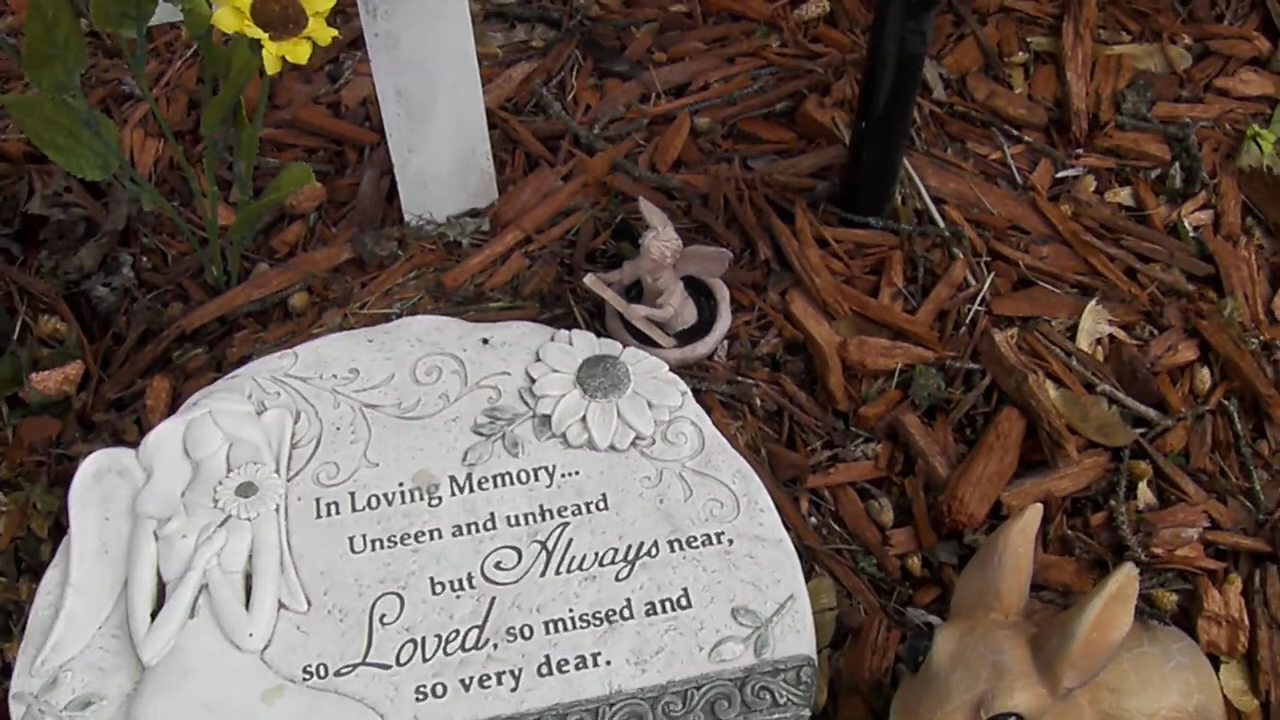 In Loving Memory...
Unseen and unheard
but Always near,
so Loved, so missed and
so very dear.